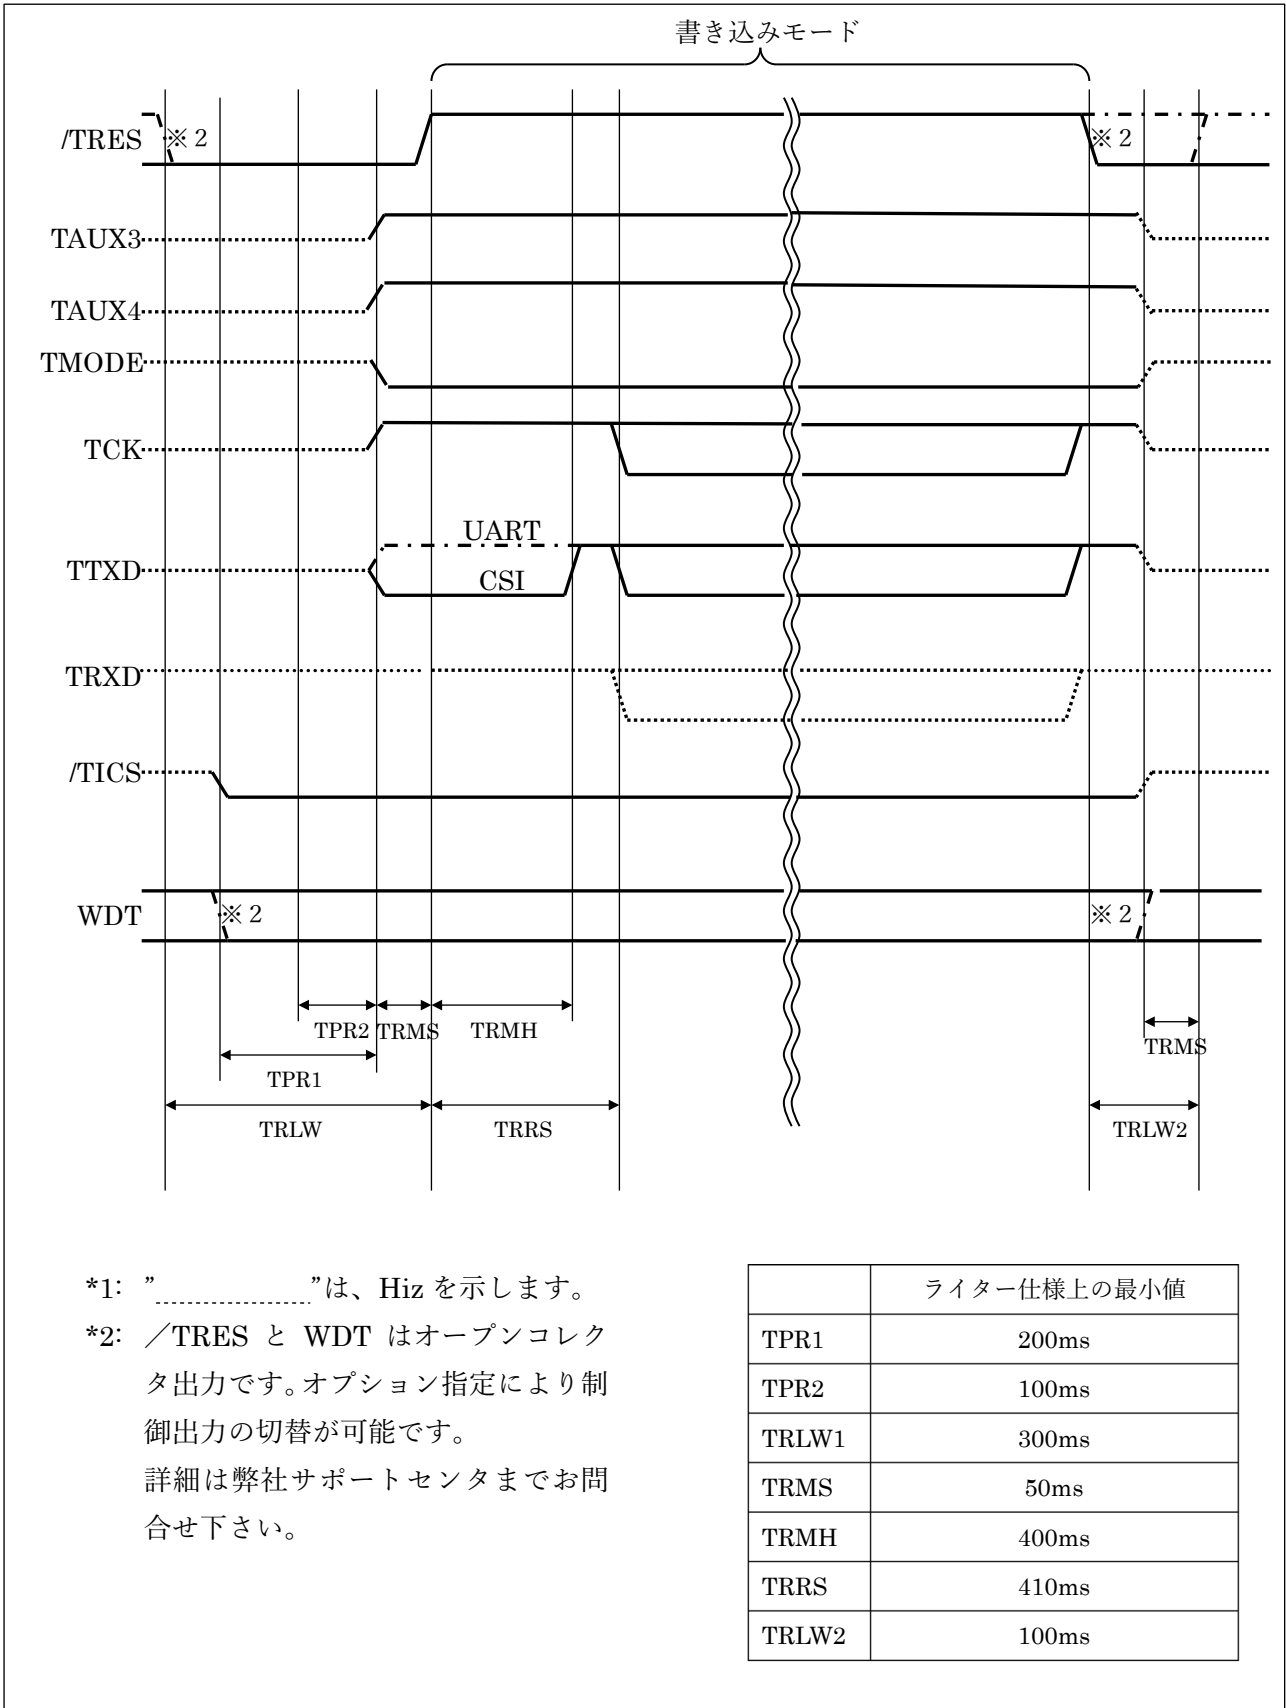 書き込みモード
/TRES
※2
※2
TAUX3
TAUX4
TMODE
TCK
UART
TTXD
CSI
TRXD
/TICS
WDT
※2
※2
TPR2
TRMS
TRMH
TRMS
TPR1
TRLW
TRRS
TRLW2
*1: ”..............”は、Hiz を示します。
*2: ／TRES と WDT はオープンコレク
タ出力です。オプション指定により制
御出力の切替が可能です。
詳細は弊社サポートセンタまでお問
合せ下さい。
ライター仕様上の最小値
TPR1 200ms
TPR2 100ms
TRLW1 300ms
TRMS 50ms
TRMH 400ms
TRRS 410ms
TRLW2 100ms